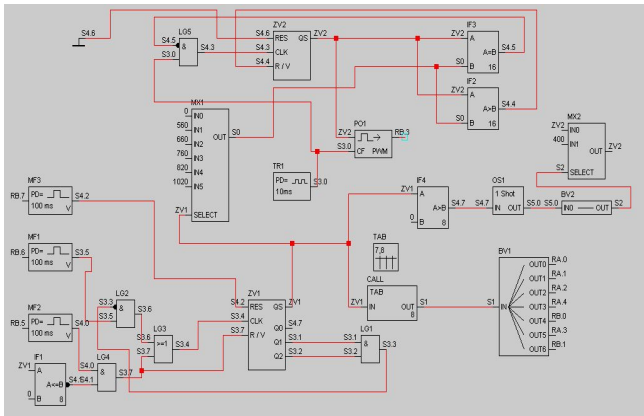 S4.6
S4.5
S3.0
LG5
&
S4.3
ZV2
S4.6
RES
QS
ZV2
S4.3
CLK
S4.4
R / V
IF3
ZV2
A
A=B
S4.5
S0
B
16
IF2
ZV2
A
A>B
S4.4
S0
B
16
MX1
0
IN0
560
IN1
OUT
S0
660
IN2
760
IN3
820
IN4
1020
IN5
ZV1
SELECT
PO1
ZV2
RB.3
S3.0
CF
PWM
TR1
PD=
10ms
S3.0
MX2
ZV2
IN0
400
IN1
OUT
ZV2
S2
SELECT
MF3
RB.7
PD=
100 ms
V
S4.2
MF1
RB.6
PD=
100 ms
V
S3.5
MF2
RB.5
PD=
100 ms
V
S4.0
IF1
ZV1
A
A<=B
0
B
8
S4.1
LG2
S3.3
&
S3.6
S3.5
LG3
S3.6
>=1
S3.4
S3.7
LG4
S4.0
&
S3.7
S4.1
ZV1
S4.2
RES
QS
ZV1
S3.4
CLK
Q0
S4.7
S3.7
R / V
Q1
S3.1
Q2
S3.2
LG1
S3.1
&
S3.3
S3.2
TAB
7,8
CALL
TAB
ZV1
IN
OUT
8
S1
IF4
ZV1
A
A>B
S4.7
0
B
8
OS1
1 Shot
S4.7
IN
OUT
S5.0
BV2
S5.0
IN0
OUT
S2
BV1
S1
IN
OUT0
RA.0
OUT1
RA.1
OUT2
RA.2
OUT3
RA.4
OUT4
RB.0
OUT5
RA.3
OUT6
RB.1